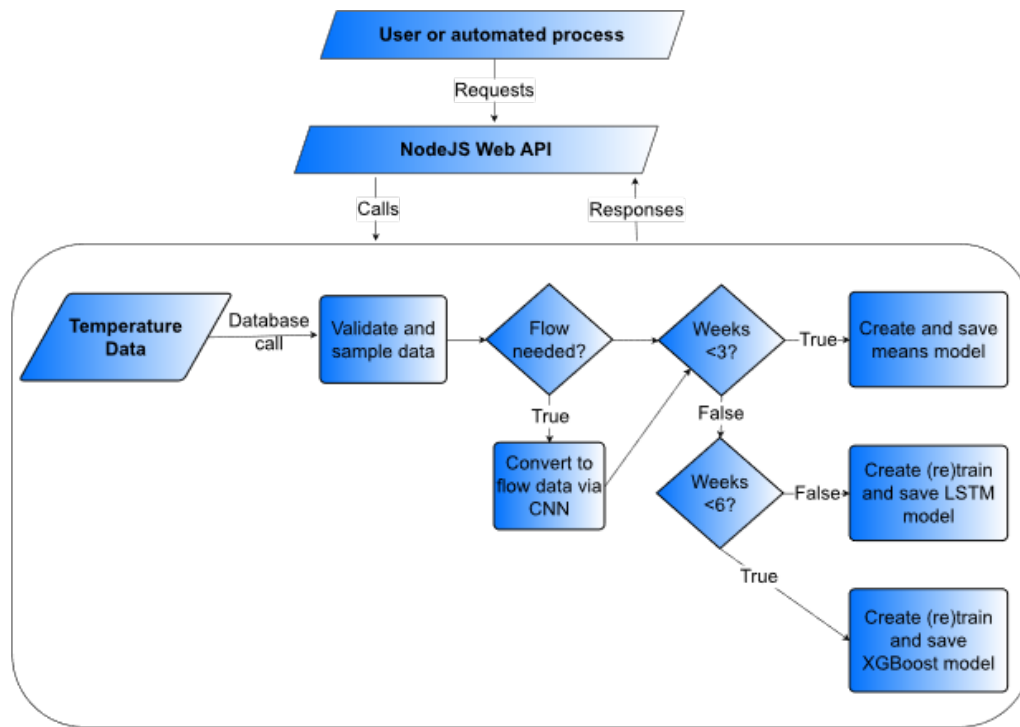 User or automated process
Requests
NodeJS Web API
Calls
Responses
Temperature
Data
Database
call
Validate and
sample data
Flow
needed?
Weeks
<3?
True
Create and save
means model
True
False
Convert to
flow data via
CNN
Weeks
<6?
False
Create (re)train
and save LSTM
model
True
Create (re)train
and save
XGBoost model